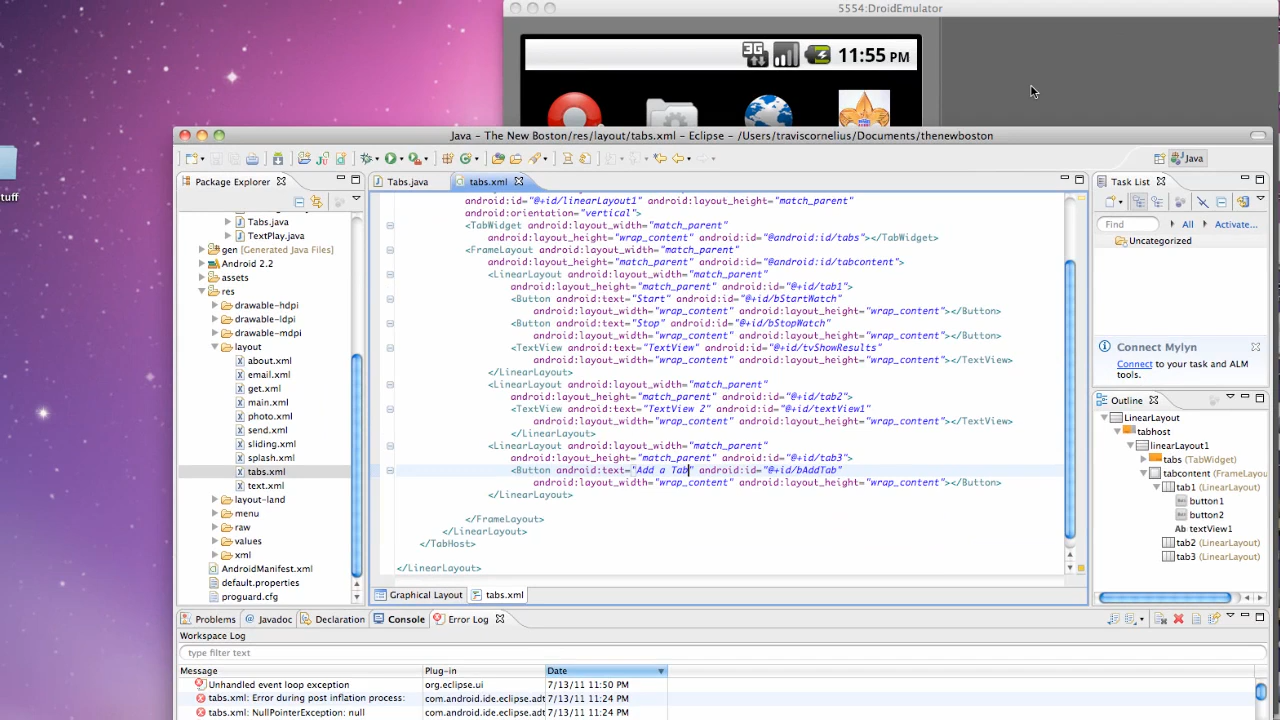 5554:DroidEmulator
3G
11:55 PM
Java – The New Boston/res/layout/tabs.xml – Eclipse – /Users/traviscornelius/Documents/thenewboston
tuff
Java
Package Explorer
Tabs.java
TextPlay.java
gen [Generated Java Files]
Android 2.2
assets
res
drawable-hdpi
drawable-ldpi
drawable-mdpi
layout
about.xml
email.xml
get.xml
main.xml
photo.xml
send.xml
sliding.xml
splash.xml
tabs.xml
text.xml
layout-land
menu
raw
values
xml
AndroidManifest.xml
default.properties
proguard.cfg
Tabs.java
tabs.xml
android:id="@+id/linearLayout1" android:layout_height="match_parent"
android:orientation="vertical">
<TabWidget android:layout_width="match_parent"
android:layout_height="wrap_content" android:id="@android:id/tabs"></TabWidget>
<FrameLayout android:layout_width="match_parent"
android:layout_height="match_parent" android:id="@android:id/tabcontent">
<LinearLayout android:layout_width="match_parent"
android:layout_height="match_parent" android:id="@+id/tab1">
<Button android:text="Start" android:id="@+id/bStartWatch"
android:layout_width="wrap_content" android:layout_height="wrap_content"></Button>
<Button android:text="Stop" android:id="@+id/bStopWatch"
android:layout_width="wrap_content" android:layout_height="wrap_content"></Button>
<TextView android:text="TextView" android:id="@+id/tvShowResults"
android:layout_width="wrap_content" android:layout_height="wrap_content"></TextView>
</LinearLayout>
<LinearLayout android:layout_width="match_parent"
android:layout_height="match_parent" android:id="@+id/tab2">
<TextView android:text="TextView 2" android:id="@+id/textView1"
android:layout_width="wrap_content" android:layout_height="wrap_content"></TextView>
</LinearLayout>
<LinearLayout android:layout_width="match_parent"
android:layout_height="match_parent" android:id="@+id/tab3">
<Button android:text="Add a Tab" android:id="@+id/bAddTab"
android:layout_width="wrap_content" android:layout_height="wrap_content"></Button>
</LinearLayout>
</FrameLayout>
</LinearLayout>
</TabHost>
</LinearLayout>
Graphical Layout
tabs.xml
Task List
Find
All
Activate...
Uncategorized
Connect Mylyn
Connect to your task and ALM
tools.
Outline
LinearLayout
tabhost
linearLayout1
tabs (TabWidget)
tabcontent (FrameLayou
tab1 (LinearLayout)
button1
button2
Ab textView1
tab2 (LinearLayout)
tab3 (LinearLayout)
Problems
Javadoc
Declaration
Console
Error Log
Workspace Log
type filter text
Message Plug-in Date
Unhandled event loop exception org.eclipse.ui 7/13/11 11:50 PM
tabs.xml: Error during post inflation process: com.android.ide.eclipse.adt 7/13/11 11:24 PM
tabs.xml: NullPointerException: null com.android.ide.eclipse.adt 7/13/11 11:24 PM